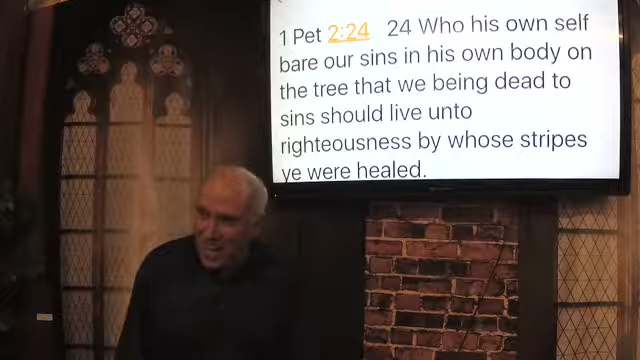 1 Pet 2:24 24 Who his own self
bare our sins in his own body on
the tree that we being dead to
sins should live unto
righteousness by whose stripes
ye were healed.